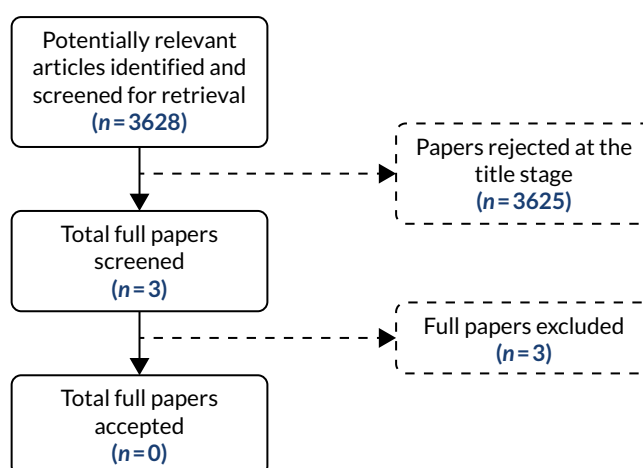 Potentially relevant
articles identified and
screened for retrieval
(n=3628)
Papers rejected at the
title stage
(n=3625)
Total full papers
screened
(n=3)
Full papers excluded
(n=3)
Total full papers
accepted
(n=0)